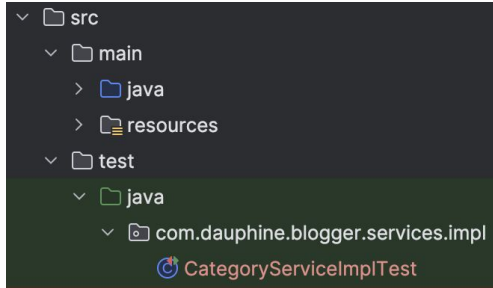 src
main
java
resources
test
java
com.dauphine.blogger.services.impl
CategoryServiceImplTest